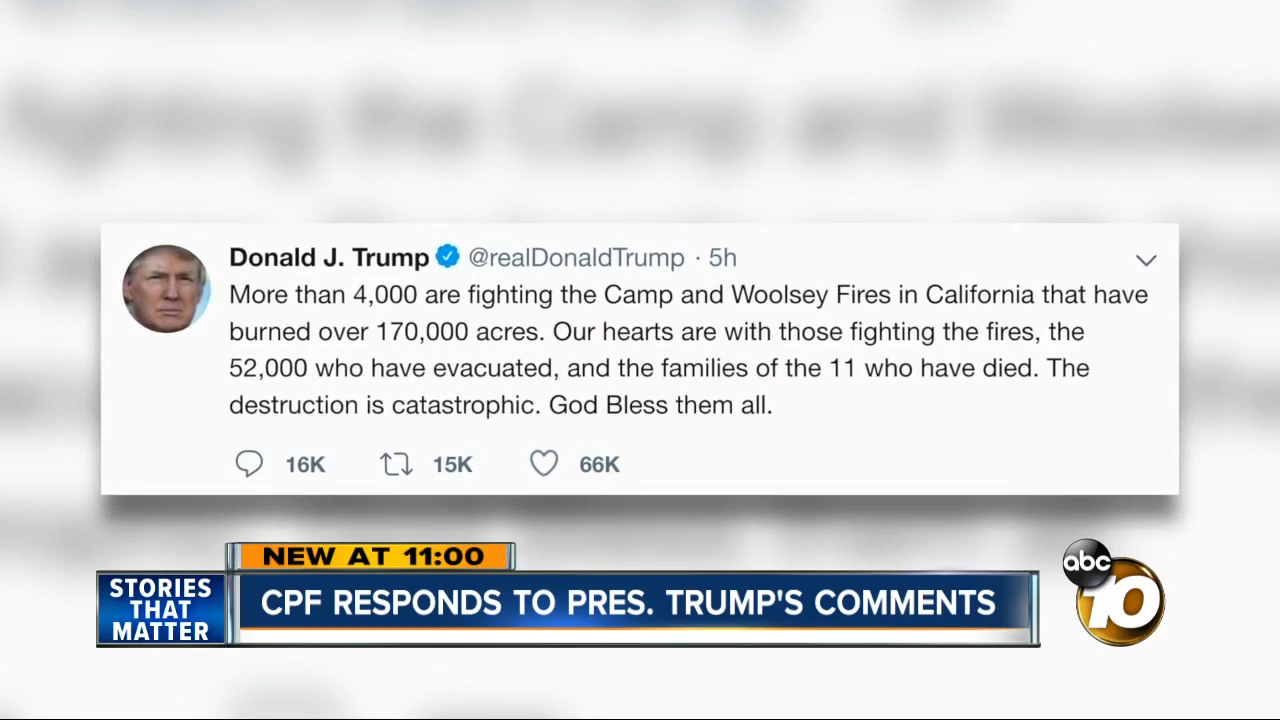 Donald J. Trump @realDonaldTrump · 5h
More than 4,000 are fighting the Camp and Woolsey Fires in California that have
burned over 170,000 acres. Our hearts are with those fighting the fires, the
52,000 who have evacuated, and the families of the 11 who have died. The
destruction is catastrophic. God Bless them all.
16K 15K 66K
NEW AT 11:00
STORIES
THAT
MATTER
CPF RESPONDS TO PRES. TRUMP'S COMMENTS
abc
10